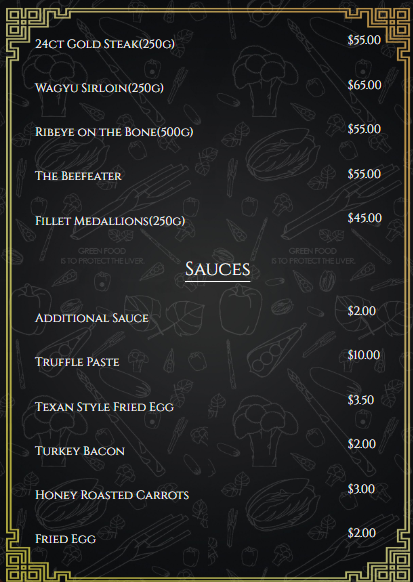 24ct Gold Steak(250g) $55.00
Wagyu Sirloin(250g) $65.00
Ribeye on the Bone(500g) $55.00
The Beefeater $55.00
Fillet Medallions(250g) $45.00
GREEN FOOD GREEN FOOD
IS TO PROTECT THE LIVER. IS TO PROTECT THE LIVER.
Sauces
Additional Sauce $2.00
Truffle Paste $10.00
Texan Style Fried Egg $3.50
Turkey Bacon $2.00
Honey Roasted Carrots $3.00
Fried Egg $2.00